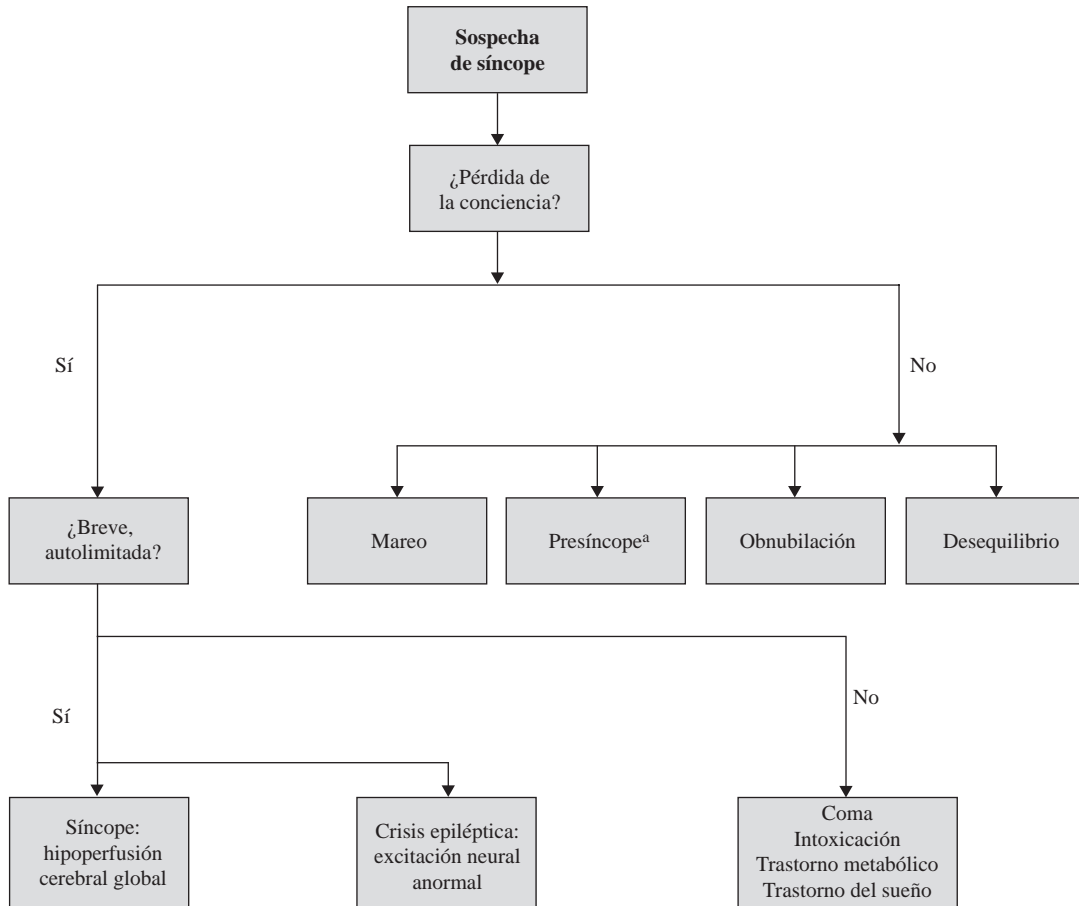 Sospecha
de síncope
¿Pérdida de
la conciencia?
Sí
No
¿Breve,
autolimitada?
Mareo
Presíncopeᵃ
Obnubilación
Desequilibrio
Sí
No
Síncope:
hipoperfusión
cerebral global
Crisis epiléptica:
excitación neural
anormal
Coma
Intoxicación
Trastorno metabólico
Trastorno del sueño